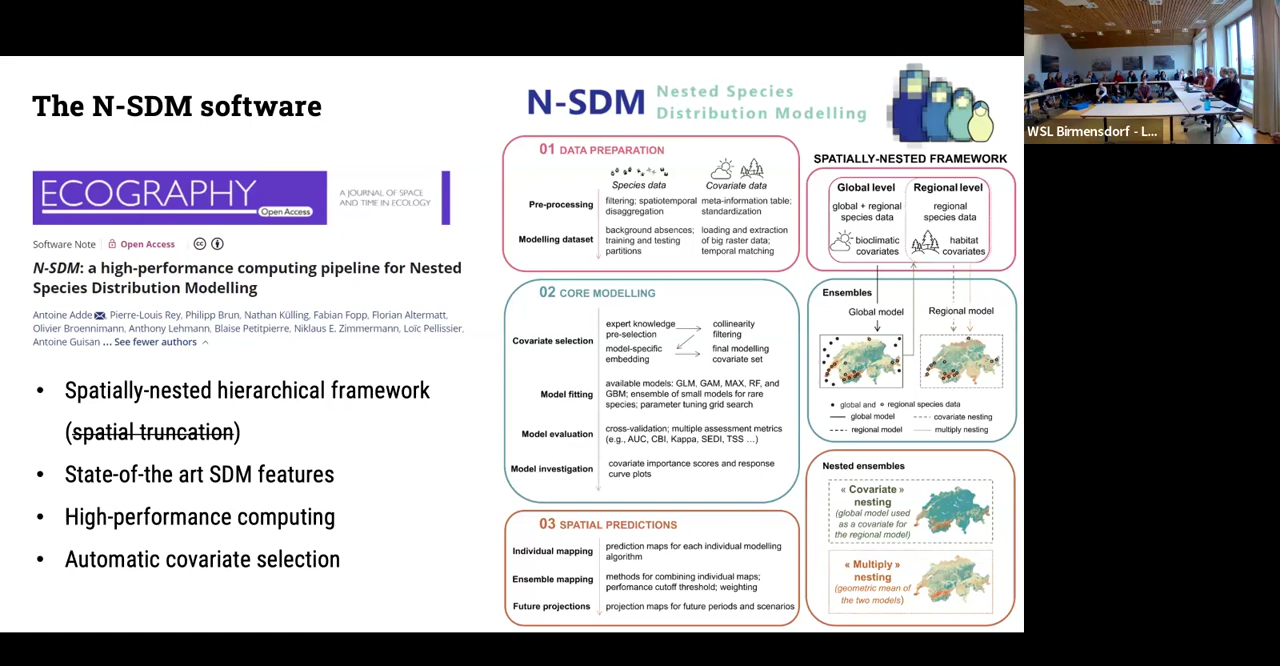 The N-SDM software
ECOGRAPHY
Open Access
A JOURNAL OF SPACE
AND TIME IN ECOLOGY
Software Note
Open Access
N-SDM: a high-performance computing pipeline for Nested
Species Distribution Modelling
Antoine Adde, Pierre-Louis Rey, Philipp Brun, Nathan Külling, Fabian Fopp, Florian Altermatt,
Olivier Broennimann, Anthony Lehmann, Blaise Petitpierre, Niklaus E. Zimmermann, Loïc Pellissier,
Antoine Guisan ... See fewer authors
• Spatially-nested hierarchical framework
(spatial truncation)
• State-of-the art SDM features
• High-performance computing
• Automatic covariate selection
N-SDM
Nested Species
Distribution Modelling
01 DATA PREPARATION
Species data
Covariate data
Pre-processing
filtering; spatiotemporal
disaggregation
meta-information table;
standardization
Modelling dataset
background absences;
training and testing
partitions
loading and extraction
of big raster data;
temporal matching
02 CORE MODELLING
Covariate selection
expert knowledge
pre-selection
collinearity
filtering
model-specific
embedding
final modelling
covariate set
Model fitting
available models: GLM, GAM, MAX, RF, and
GBM; ensemble of small models for rare
species; parameter tuning grid search
Model evaluation
cross-validation; multiple assessment metrics
(e.g., AUC, CBI, Kappa, SEDI, TSS ...)
Model investigation
covariate importance scores and response
curve plots
03 SPATIAL PREDICTIONS
Individual mapping
prediction maps for each individual modelling
algorithm
Ensemble mapping
methods for combining individual maps;
perfomance cutoff threshold; weighting
Future projections
projection maps for future periods and scenarios
SPATIALLY-NESTED FRAMEWORK
Global level
global + regional
species data
bioclimatic
covariates
Regional level
regional
species data
habitat
covariates
Ensembles
Global model
Regional model
global and regional species data
global model
covariate nesting
regional model
multiply nesting
Nested ensembles
« Covariate »
nesting
(global model used
as a covariate for
the regional model)
« Multiply »
nesting
(geometric mean of
the two models)
WSL Birmensdorf - L...